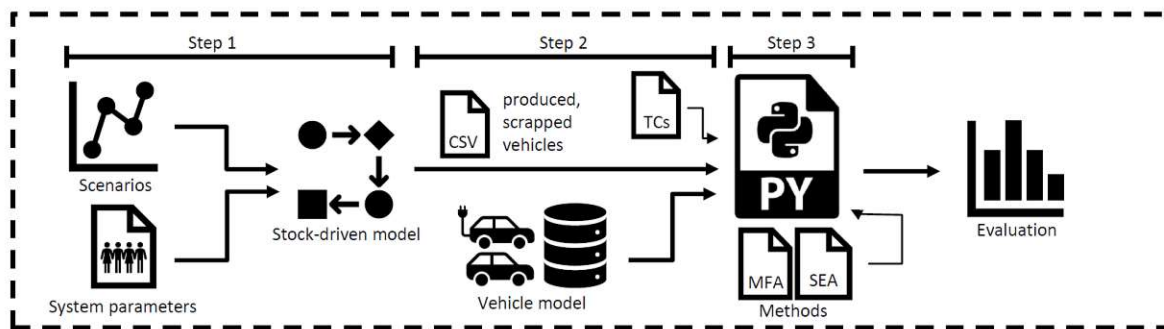 Step 1
Step 2
Step 3
Scenarios
System parameters
Stock-driven model
CSV
produced,
scrapped
vehicles
TCs
Vehicle model
PY
MFA
SEA
Methods
Evaluation